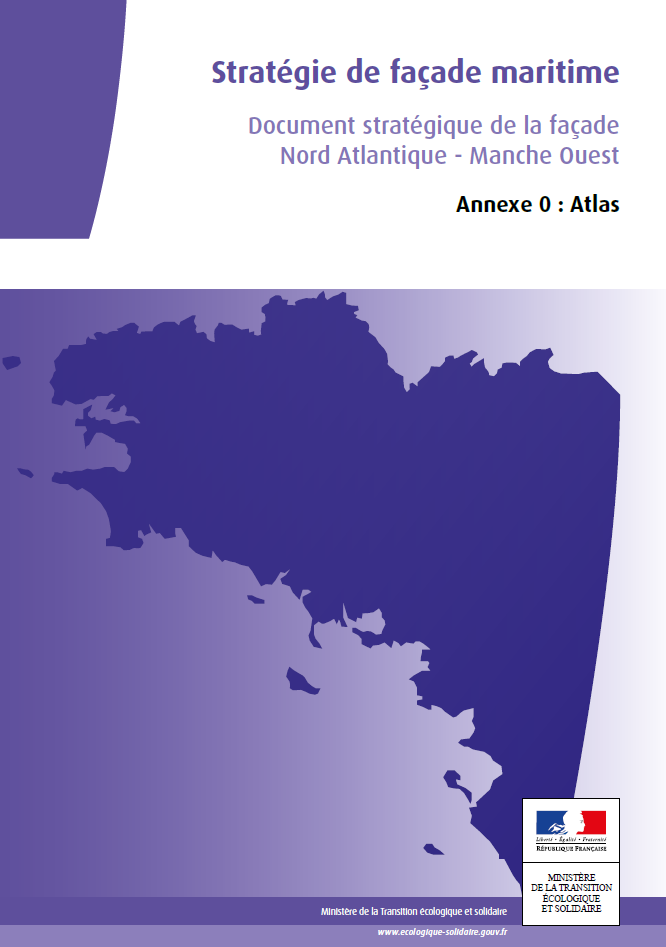 Stratégie de façade maritime
Document stratégique de la façade
Nord Atlantique - Manche Ouest
Annexe 0 : Atlas
Liberté • Égalité • Fraternité
RÉPUBLIQUE FRANÇAISE
MINISTÈRE
DE LA TRANSITION
ÉCOLOGIQUE
ET SOLIDAIRE
Ministère de la Transition écologique et solidaire
www.ecologique-solidaire.gouv.fr